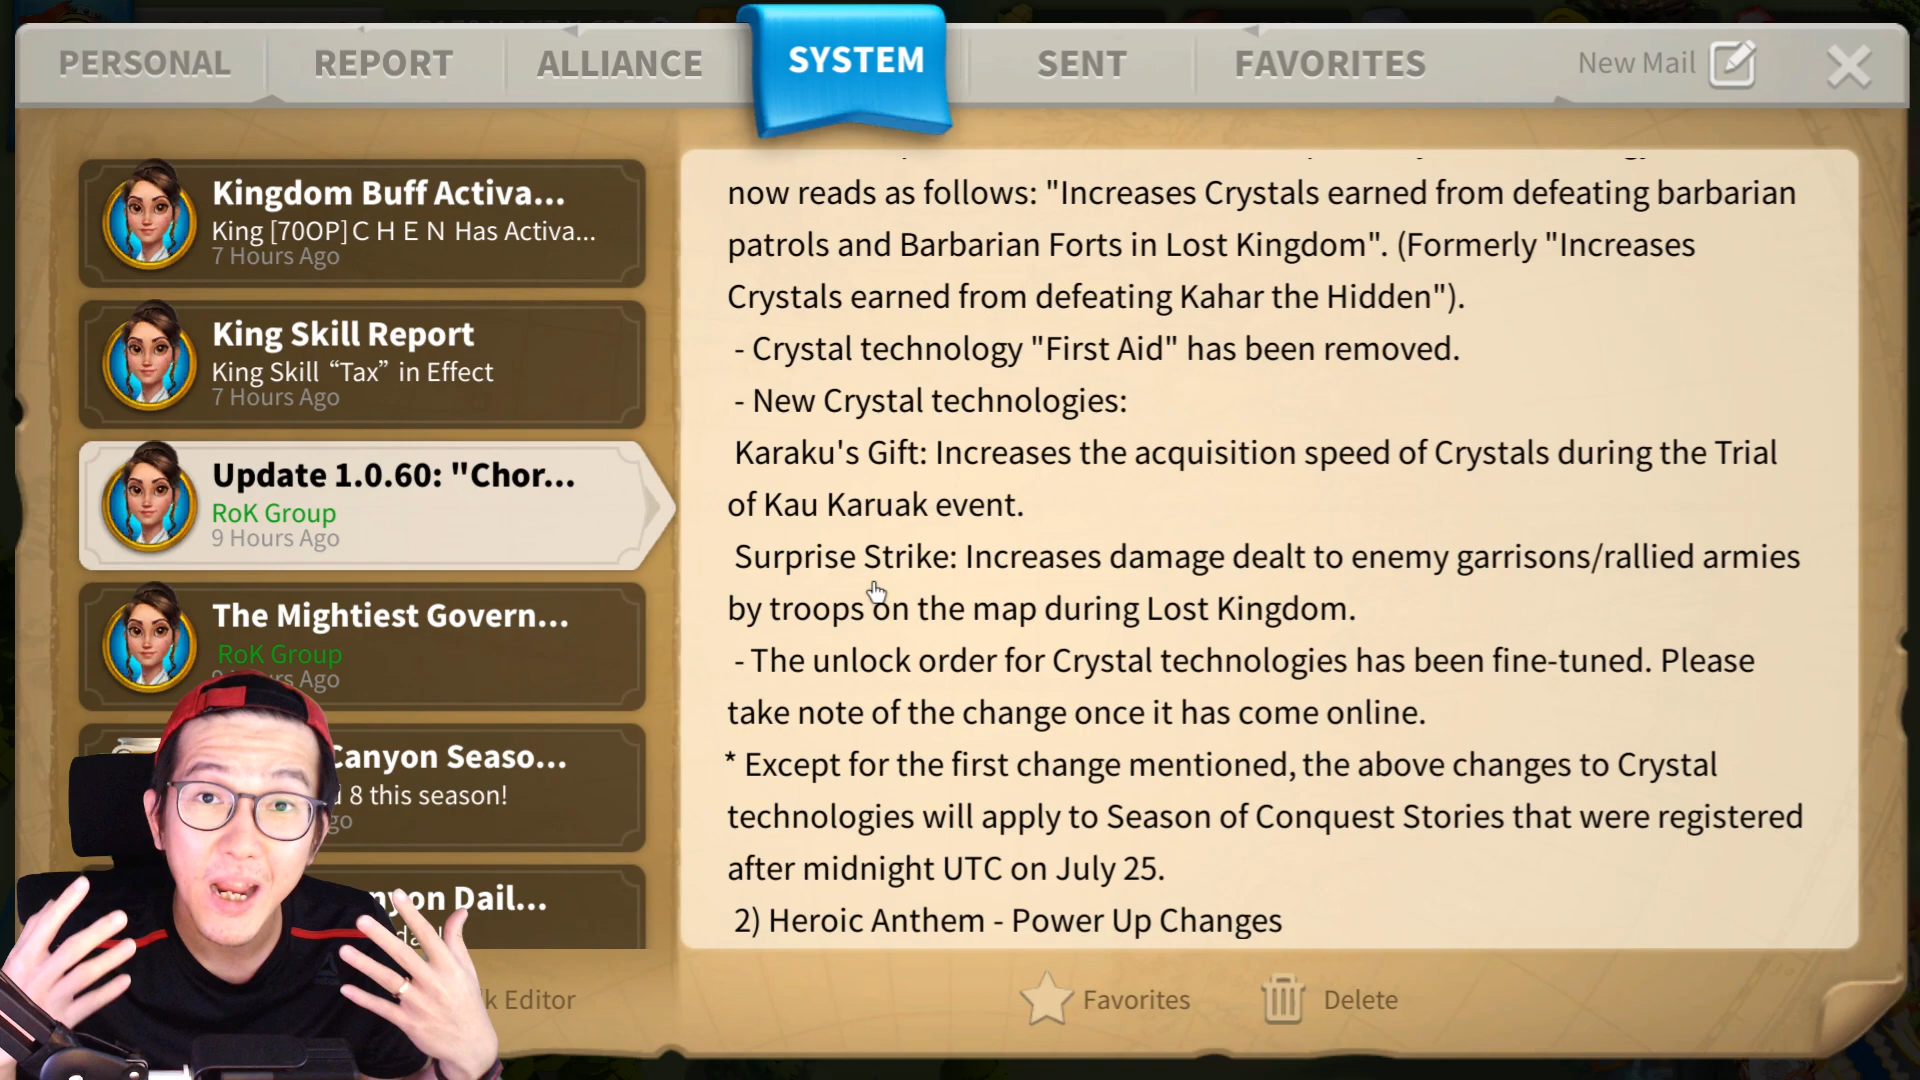 PERSONAL
REPORT
ALLIANCE
SYSTEM
SENT
FAVORITES
New Mail
Kingdom Buff Activa...
King [70OP] C H E N Has Activa...
7 Hours Ago
King Skill Report
King Skill “Tax” in Effect
7 Hours Ago
Update 1.0.60: "Chor...
RoK Group
9 Hours Ago
The Mightiest Govern...
RoK Group
Ago
Canyon Seaso...
8 this season!
Dail...
Editor
now reads as follows: "Increases Crystals earned from defeating barbarian
patrols and Barbarian Forts in Lost Kingdom". (Formerly "Increases
Crystals earned from defeating Kahar the Hidden").
- Crystal technology "First Aid" has been removed.
- New Crystal technologies:
Karaku's Gift: Increases the acquisition speed of Crystals during the Trial
of Kau Karuak event.
Surprise Strike: Increases damage dealt to enemy garrisons/rallied armies
by troops on the map during Lost Kingdom.
- The unlock order for Crystal technologies has been fine-tuned. Please
take note of the change once it has come online.
* Except for the first change mentioned, the above changes to Crystal
technologies will apply to Season of Conquest Stories that were registered
after midnight UTC on July 25.
2) Heroic Anthem - Power Up Changes
Favorites
Delete